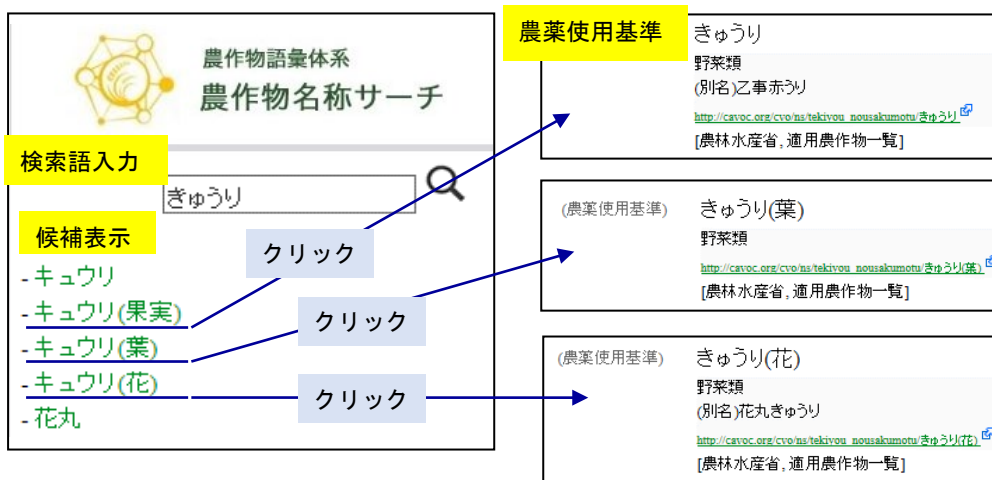 農作物語彙体系
農作物名称サーチ
検索語入力
きゅうり
候補表示
- キュウリ
- キュウリ(果実)
- キュウリ(葉)
- キュウリ(花)
- 花丸
クリック
クリック
クリック
農薬使用基準
きゅうり
野菜類
(別名)乙事赤うり
http://cavoc.org/cvo/ns/tekiyou_nousakumotu/きゅうり
[農林水産省, 適用農作物一覧]
(農薬使用基準)
きゅうり(葉)
野菜類
http://cavoc.org/cvo/ns/tekiyou_nousakumotu/きゅうり(葉)
[農林水産省, 適用農作物一覧]
(農薬使用基準)
きゅうり(花)
野菜類
(別名)花丸きゅうり
http://cavoc.org/cvo/ns/tekiyou_nousakumotu/きゅうり(花)
[農林水産省, 適用農作物一覧]